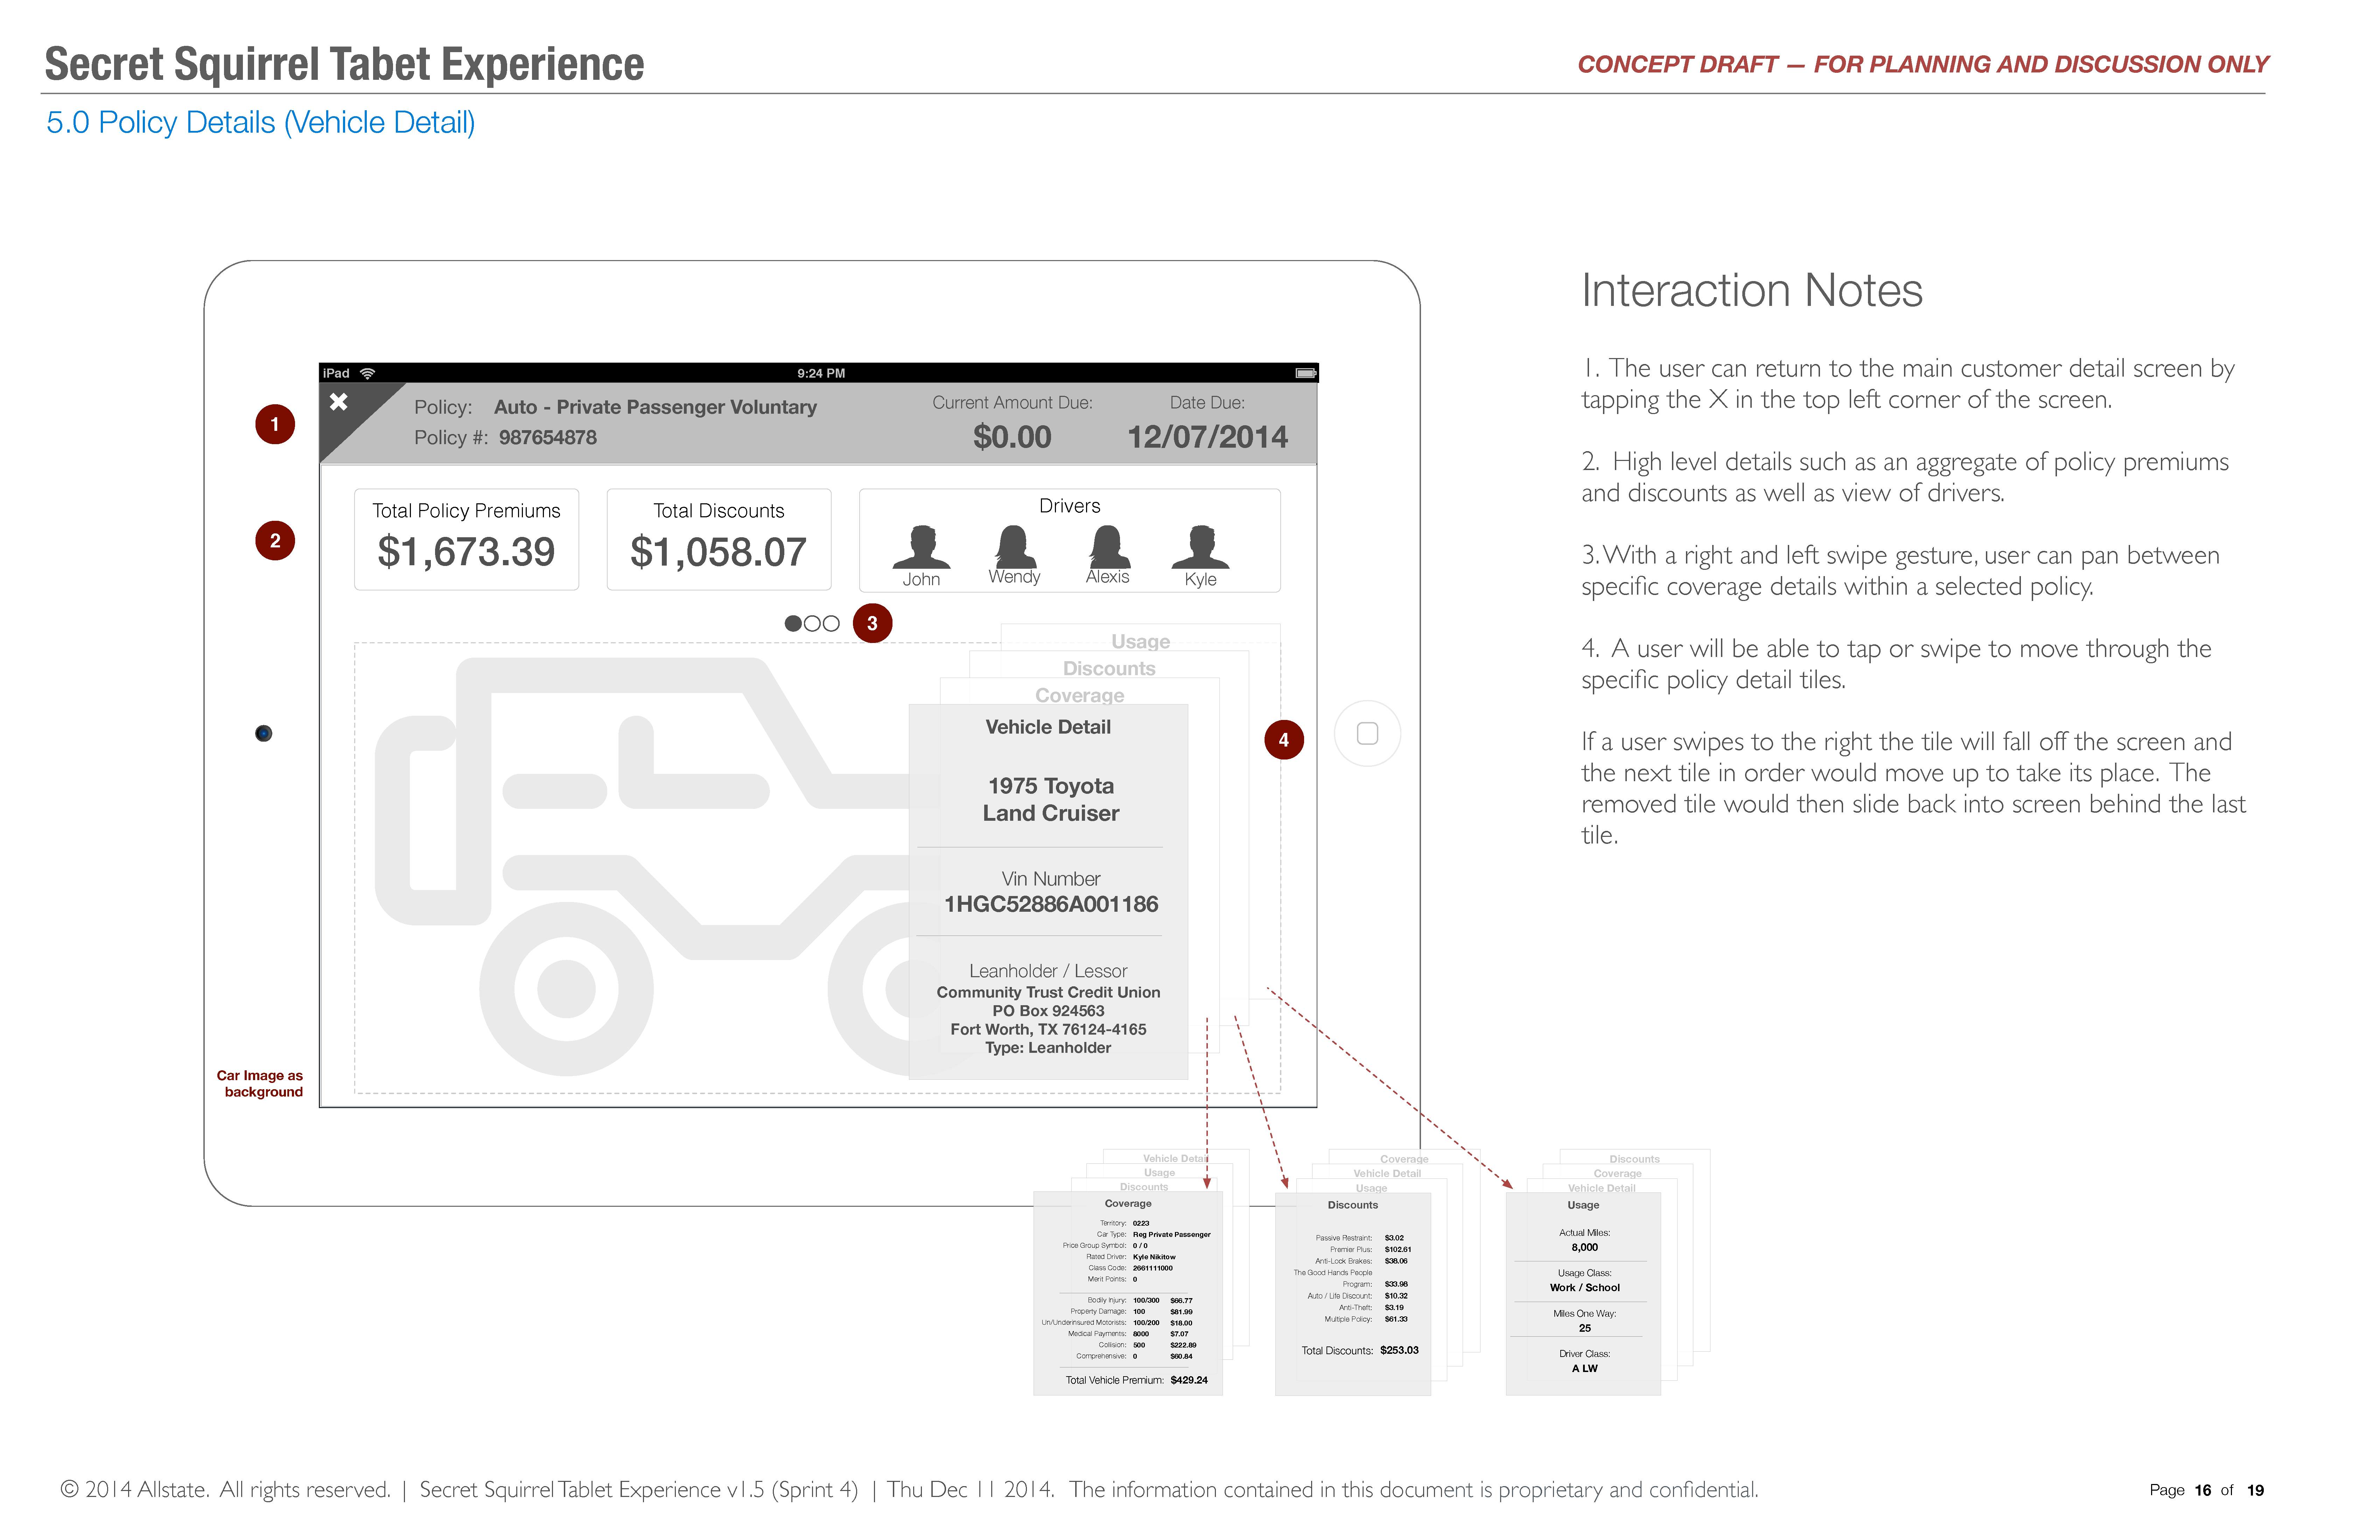 Secret Squirrel Tabet Experience
CONCEPT DRAFT — FOR PLANNING AND DISCUSSION ONLY
5.0 Policy Details (Vehicle Detail)
iPad
9:24 PM
1
Policy: Auto - Private Passenger Voluntary
Policy #: 987654878
Current Amount Due:
$0.00
Date Due:
12/07/2014
2
Total Policy Premiums
$1,673.39
Total Discounts
$1,058.07
Drivers
John
Wendy
Alexis
Kyle
3
Usage
Discounts
Coverage
Vehicle Detail
1975 Toyota
Land Cruiser
Vin Number
1HGC52886A001186
Leanholder / Lessor
Community Trust Credit Union
PO Box 924563
Fort Worth, TX 76124-4165
Type: Leanholder
4
Car Image as
background
Vehicle Detail
Usage
Discounts
Coverage
Territory: 0223
Car Type: Reg Private Passenger
Price Group Symbol: 0 / 0
Rated Driver: Kyle Nikitow
Class Code: 2661111000
Merit Points: 0
Bodily Injury: 100/300 $66.77
Property Damage: 100 $81.99
Un/Underinsured Motorists: 100/200 $18.00
Medical Payments: 8000 $7.07
Collision: 500 $222.89
Comprehensive: 0 $60.84
Total Vehicle Premium: $429.24
Coverage
Vehicle Detail
Usage
Discounts
Passive Restraint: $3.02
Premier Plus: $102.61
Anti-Lock Brakes: $38.06
The Good Hands People
Program: $33.98
Auto / Life Discount: $10.32
Anti-Theft: $3.19
Multiple Policy: $61.33
Total Discounts: $253.03
Discounts
Coverage
Vehicle Detail
Usage
Actual Miles:
8,000
Usage Class:
Work / School
Miles One Way:
25
Driver Class:
A LW
Interaction Notes
1. The user can return to the main customer detail screen by
tapping the X in the top left corner of the screen.
2. High level details such as an aggregate of policy premiums
and discounts as well as view of drivers.
3. With a right and left swipe gesture, user can pan between
specific coverage details within a selected policy.
4. A user will be able to tap or swipe to move through the
specific policy detail tiles.
If a user swipes to the right the tile will fall off the screen and
the next tile in order would move up to take its place. The
removed tile would then slide back into screen behind the last
tile.
© 2014 Allstate. All rights reserved. | Secret Squirrel Tablet Experience v1.5 (Sprint 4) | Thu Dec 11 2014. The information contained in this document is proprietary and confidential.
Page 16 of 19